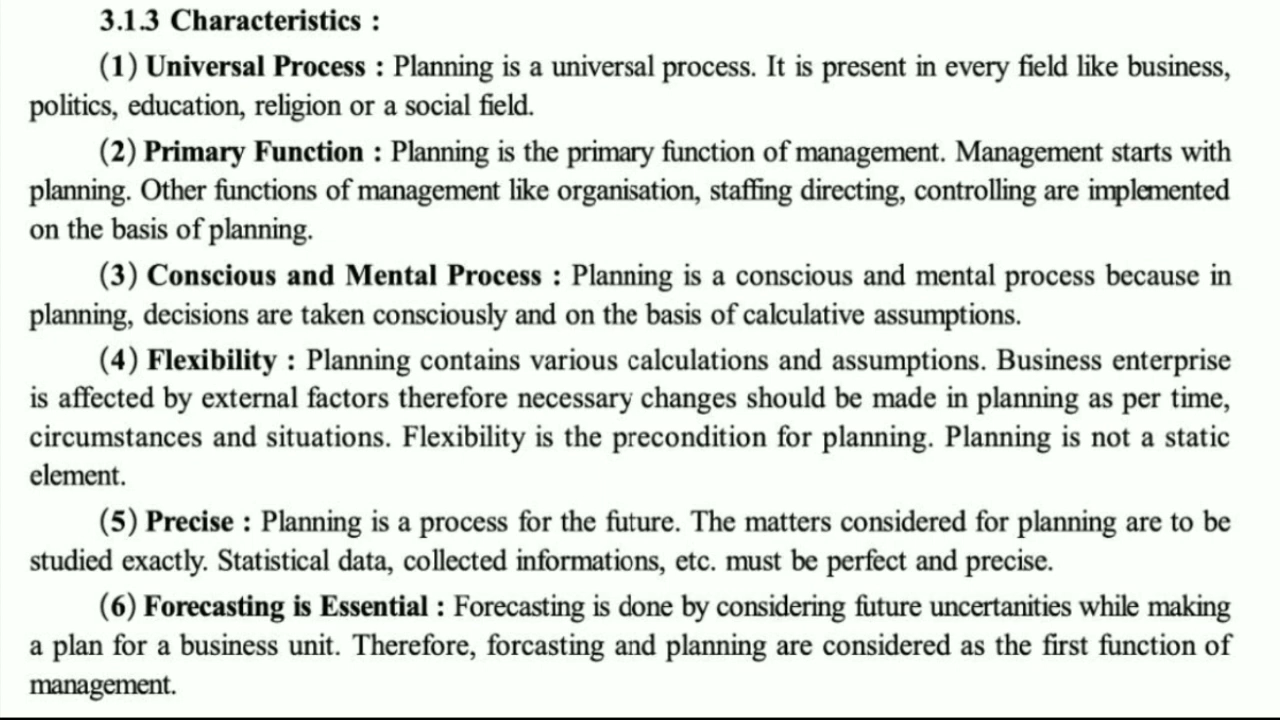 3.1.3 Characteristics :
(1) Universal Process : Planning is a universal process. It is present in every field like business,
politics, education, religion or a social field.
(2) Primary Function : Planning is the primary function of management. Management starts with
planning. Other functions of management like organisation, staffing directing, controlling are implemented
on the basis of planning.
(3) Conscious and Mental Process : Planning is a conscious and mental process because in
planning, decisions are taken consciously and on the basis of calculative assumptions.
(4) Flexibility : Planning contains various calculations and assumptions. Business enterprise
is affected by external factors therefore necessary changes should be made in planning as per time,
circumstances and situations. Flexibility is the precondition for planning. Planning is not a static
element.
(5) Precise : Planning is a process for the future. The matters considered for planning are to be
studied exactly. Statistical data, collected informations, etc. must be perfect and precise.
(6) Forecasting is Essential : Forecasting is done by considering future uncertanities while making
a plan for a business unit. Therefore, forcasting and planning are considered as the first function of
management.